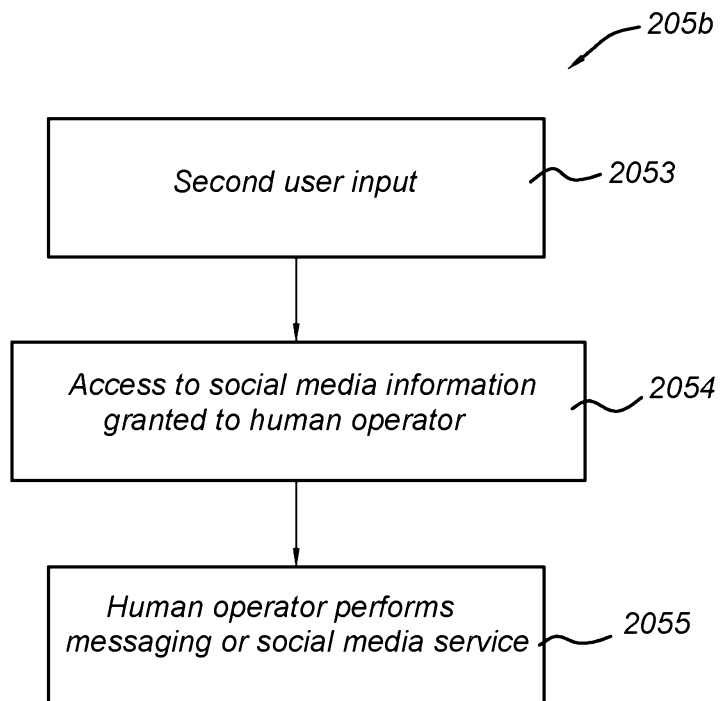 205b
Second user input
2053
Access to social media information
granted to human operator
2054
Human operator performs
messaging or social media service
2055